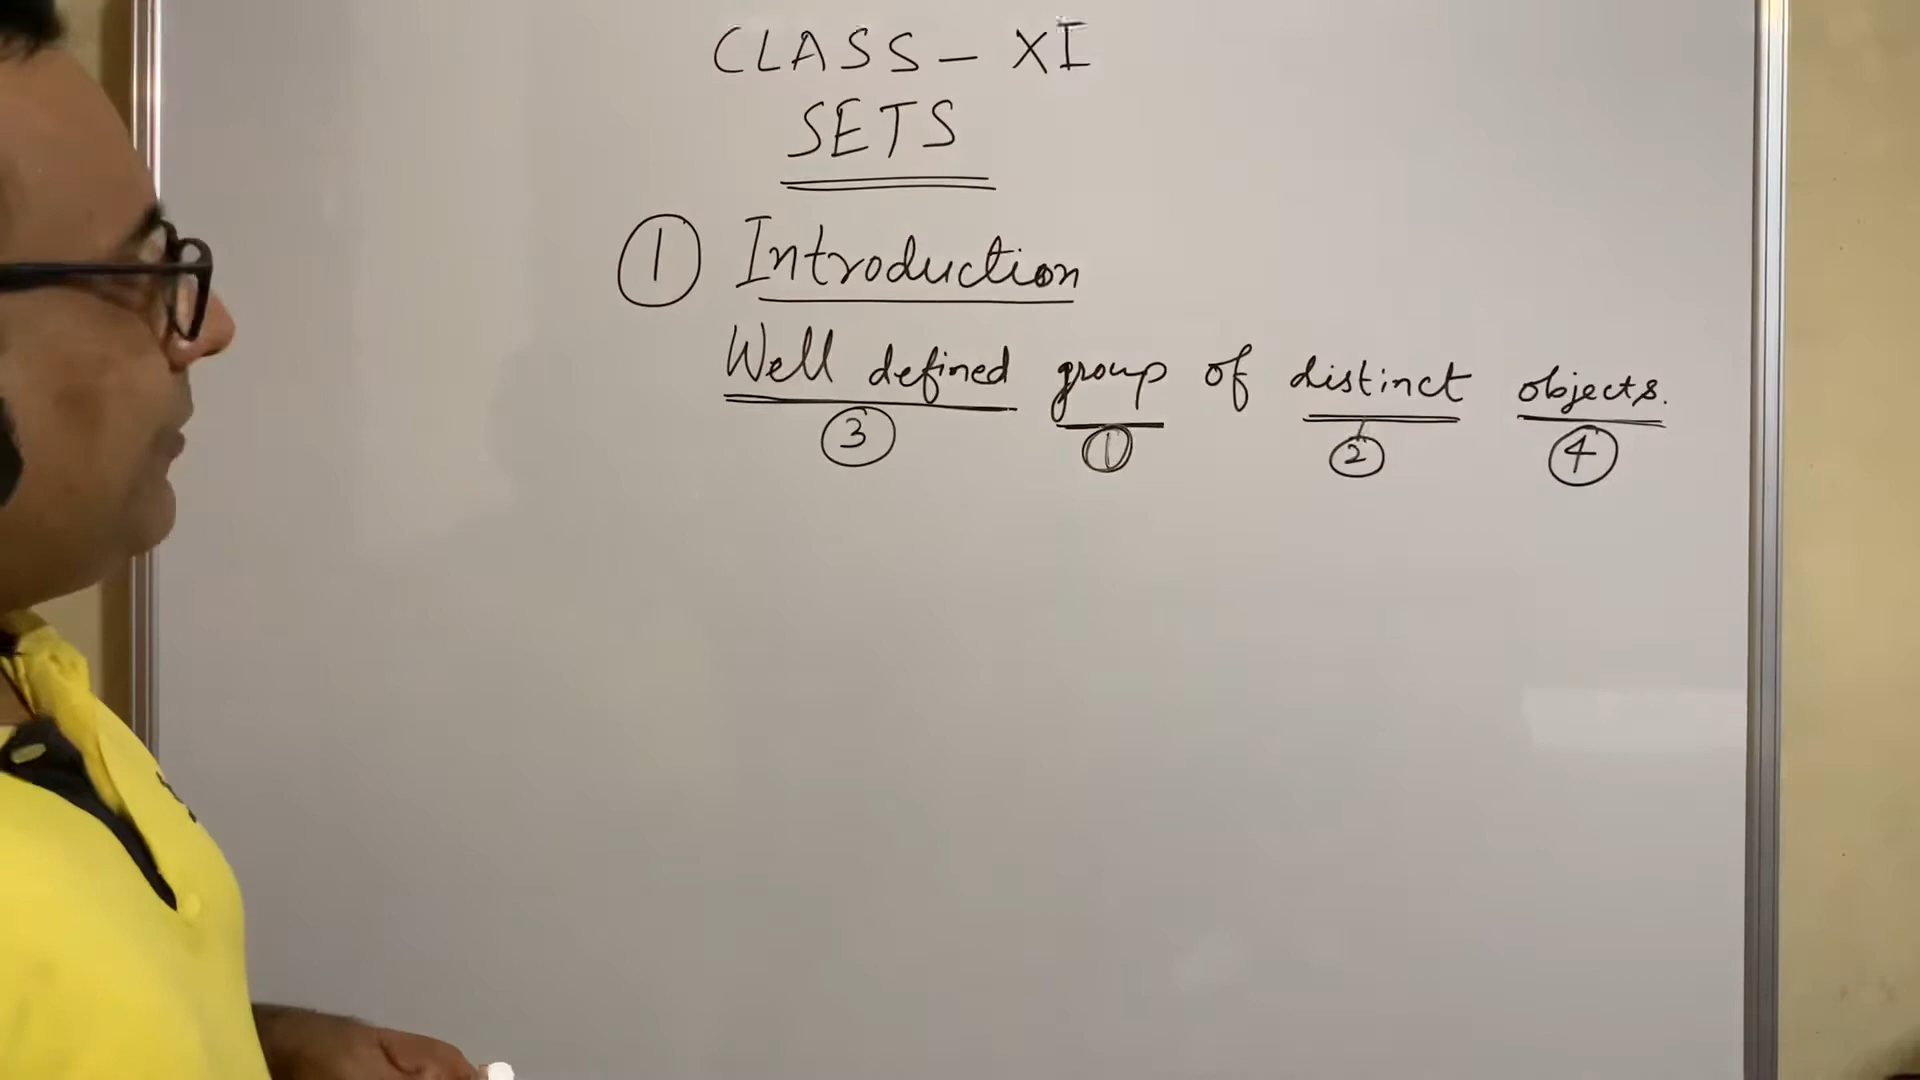 CLASS - XI
SETS
① Introduction
Well defined group of distinct objects.
③ ① ② ④